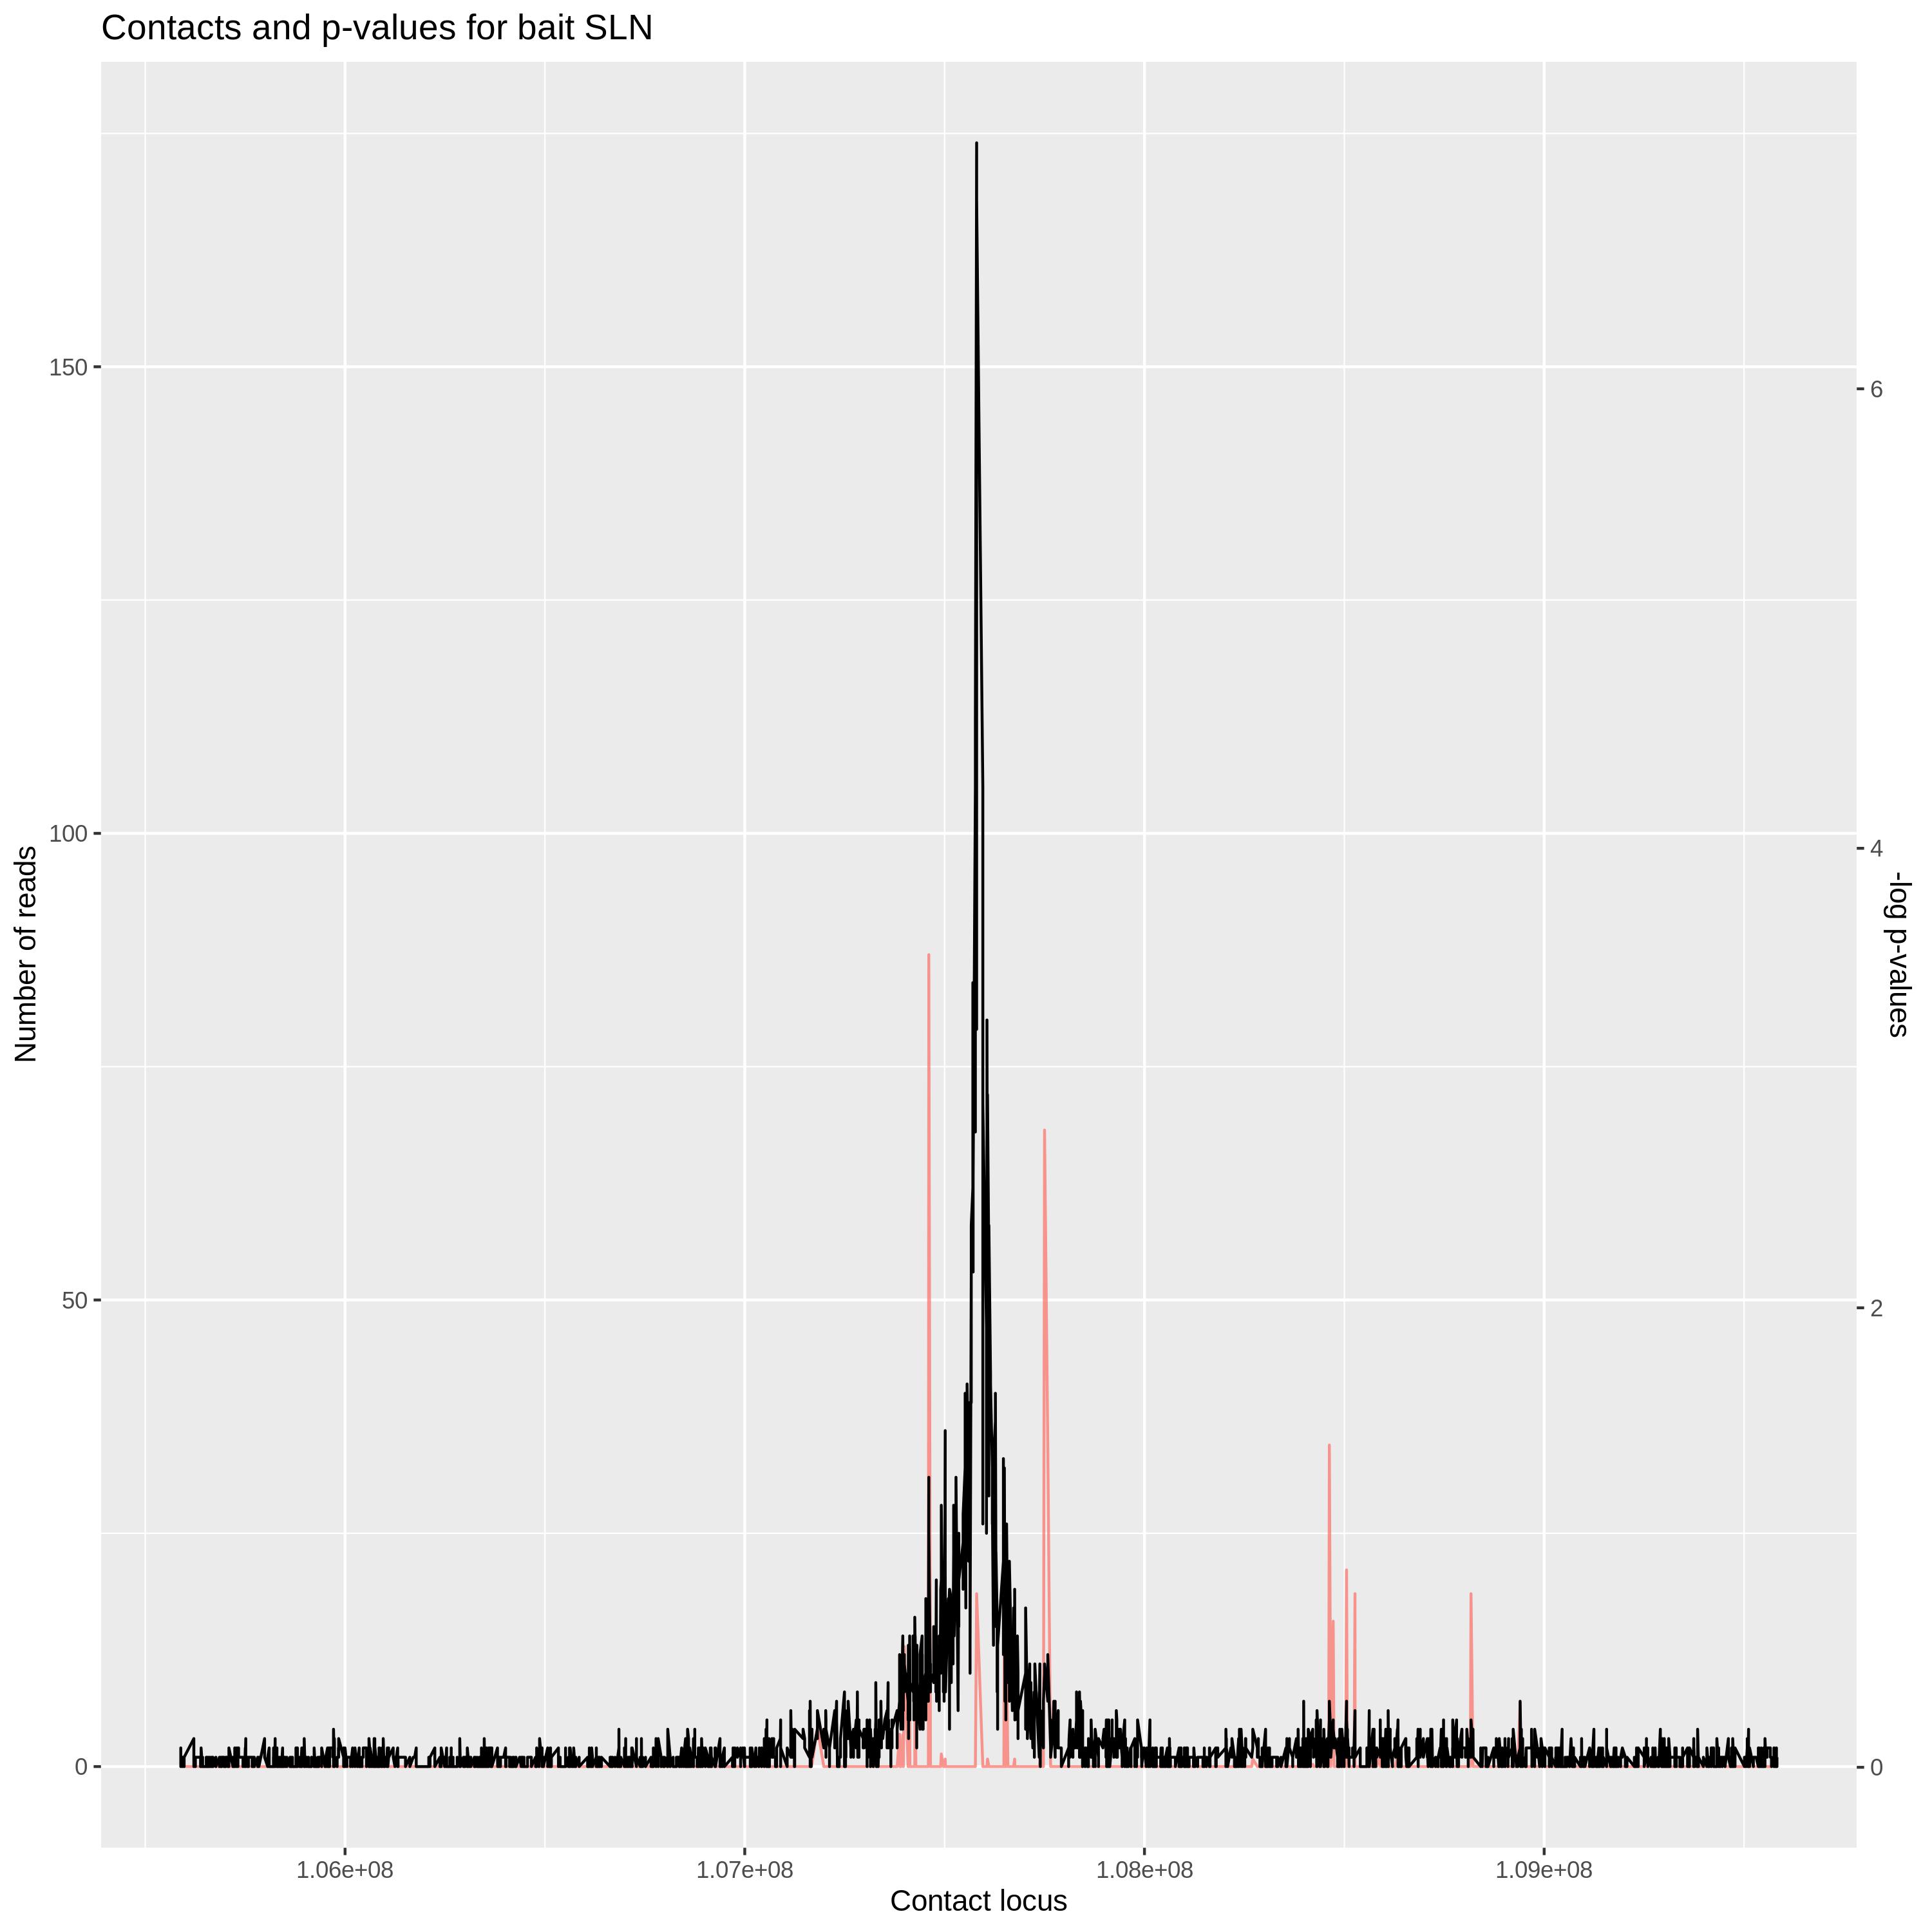 Contacts and p-values for bait SLN
150
100
50
0
Number of reads
6
4
2
0
-log p-values
1.06e+08
1.07e+08
1.08e+08
1.09e+08
Contact locus